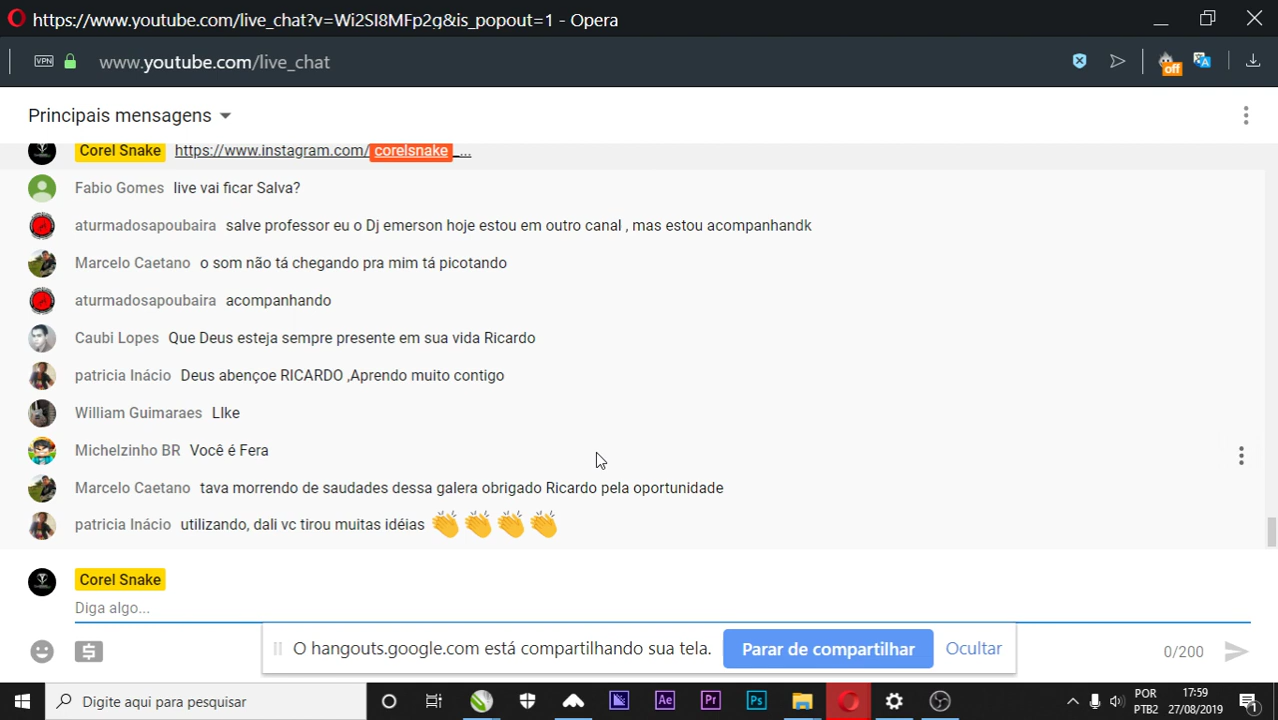 https://www.youtube.com/live_chat?v=Wi2SI8MFp2g&is_popout=1 - Opera
VPN www.youtube.com/live_chat off
Principais mensagens
Corel Snake https://www.instagram.com/corelsnake_...
Fabio Gomes live vai ficar Salva?
aturmadosapoubaira salve professor eu o Dj emerson hoje estou em outro canal , mas estou acompanhandk
Marcelo Caetano o som não tá chegando pra mim tá picotando
aturmadosapoubaira acompanhando
Caubi Lopes Que Deus esteja sempre presente em sua vida Ricardo
patricia Inácio Deus abençoe RICARDO ,Aprendo muito contigo
William Guimaraes LIke
Michelzinho BR Você é Fera
Marcelo Caetano tava morrendo de saudades dessa galera obrigado Ricardo pela oportunidade
patricia Inácio utilizando, dali vc tirou muitas idéias 👏 👏 👏 👏
Corel Snake
Diga algo...
O hangouts.google.com está compartilhando sua tela. Parar de compartilhar Ocultar
0/200
Digite aqui para pesquisar Ae Pr Ps POR 17:59
PTB2 27/08/2019 1